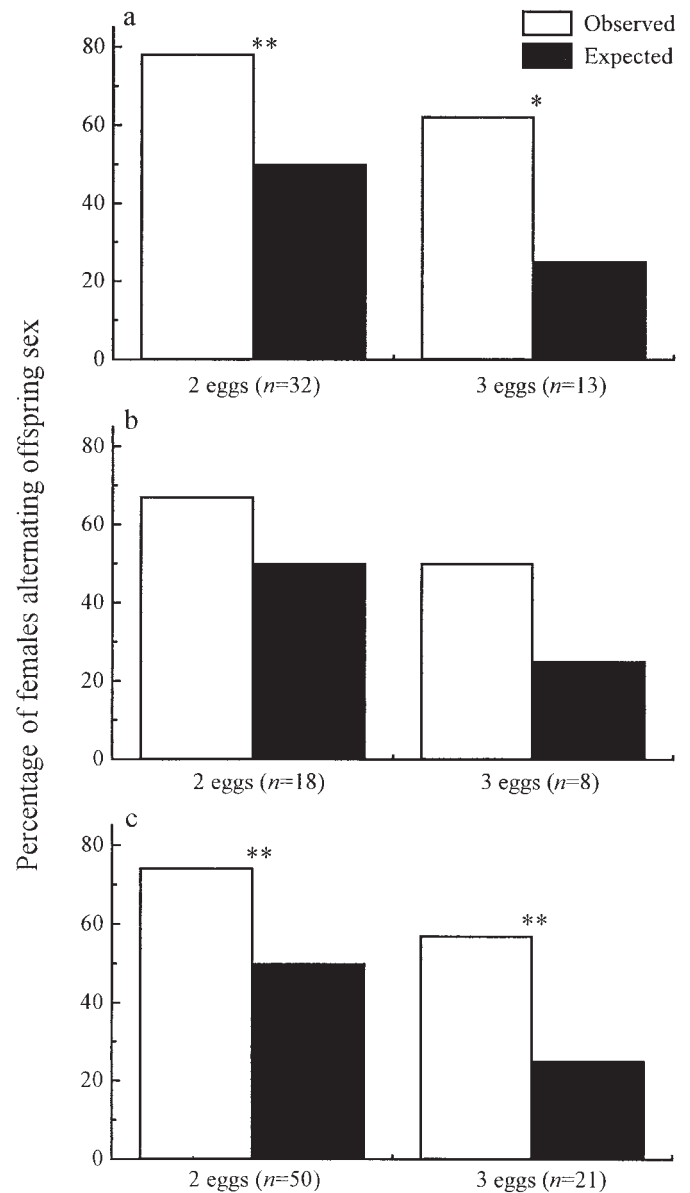 a
Observed
Expected
**
*
80
60
40
20
0
2 eggs (n=32)
3 eggs (n=13)
Percentage of females alternating offspring sex
b
80
60
40
20
0
2 eggs (n=18)
3 eggs (n=8)
c
**
**
80
60
40
20
0
2 eggs (n=50)
3 eggs (n=21)